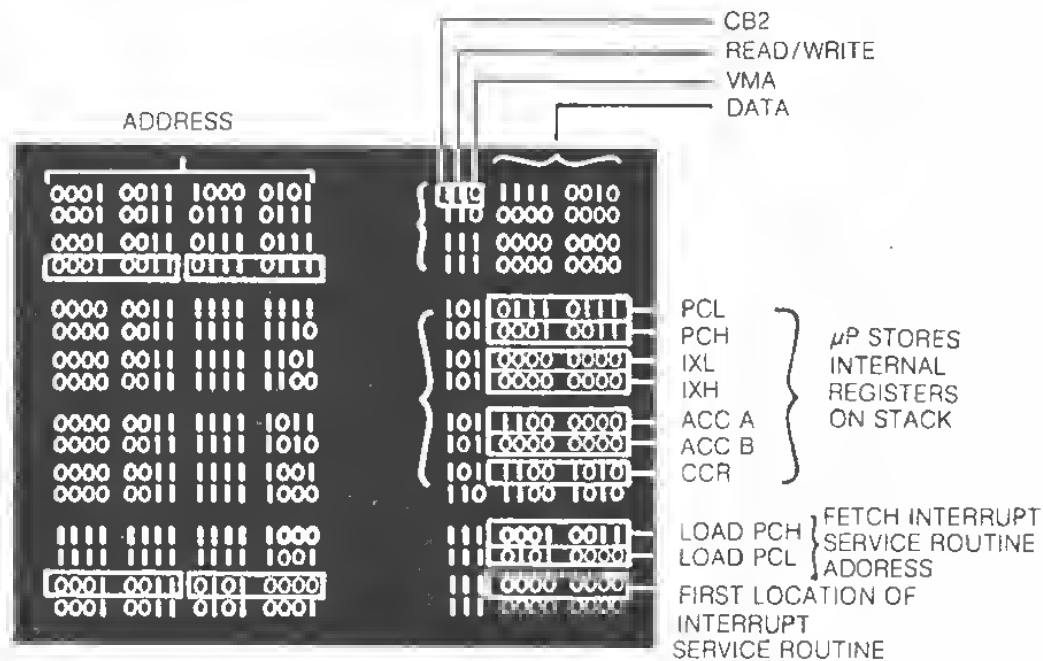 CB2
READ/WRITE
VMA
DATA
ADDRESS
0001 0011 1000 0101 110 1111 0010
0001 0011 0111 0111 110 0000 0000
0001 0011 0111 0111 111 0000 0000
0001 0011 0111 0111 111 0000 0000
0000 0011 1111 1111 101 0111 0111 PCL
0000 0011 1111 1110 101 0001 0011 PCH
0000 0011 1111 1101 101 0000 0000 IXL
0000 0011 1111 1100 101 0000 0000 IXH
µP STORES
INTERNAL
REGISTERS
ON STACK
0000 0011 1111 1011 101 1100 0000 ACC A
0000 0011 1111 1010 101 0000 0000 ACC B
0000 0011 1111 1001 101 1100 1010 CCR
0000 0011 1111 1000 110 1100 1010
1111 1111 1111 1000 111 0001 0011 LOAD PCH
1111 1111 1111 1001 111 0101 0000 LOAD PCL
FETCH INTERRUPT
SERVICE ROUTINE
ADDRESS
0001 0011 0101 0000 111 0000 0000
0001 0011 0101 0001 111
FIRST LOCATION OF
INTERRUPT
SERVICE ROUTINE